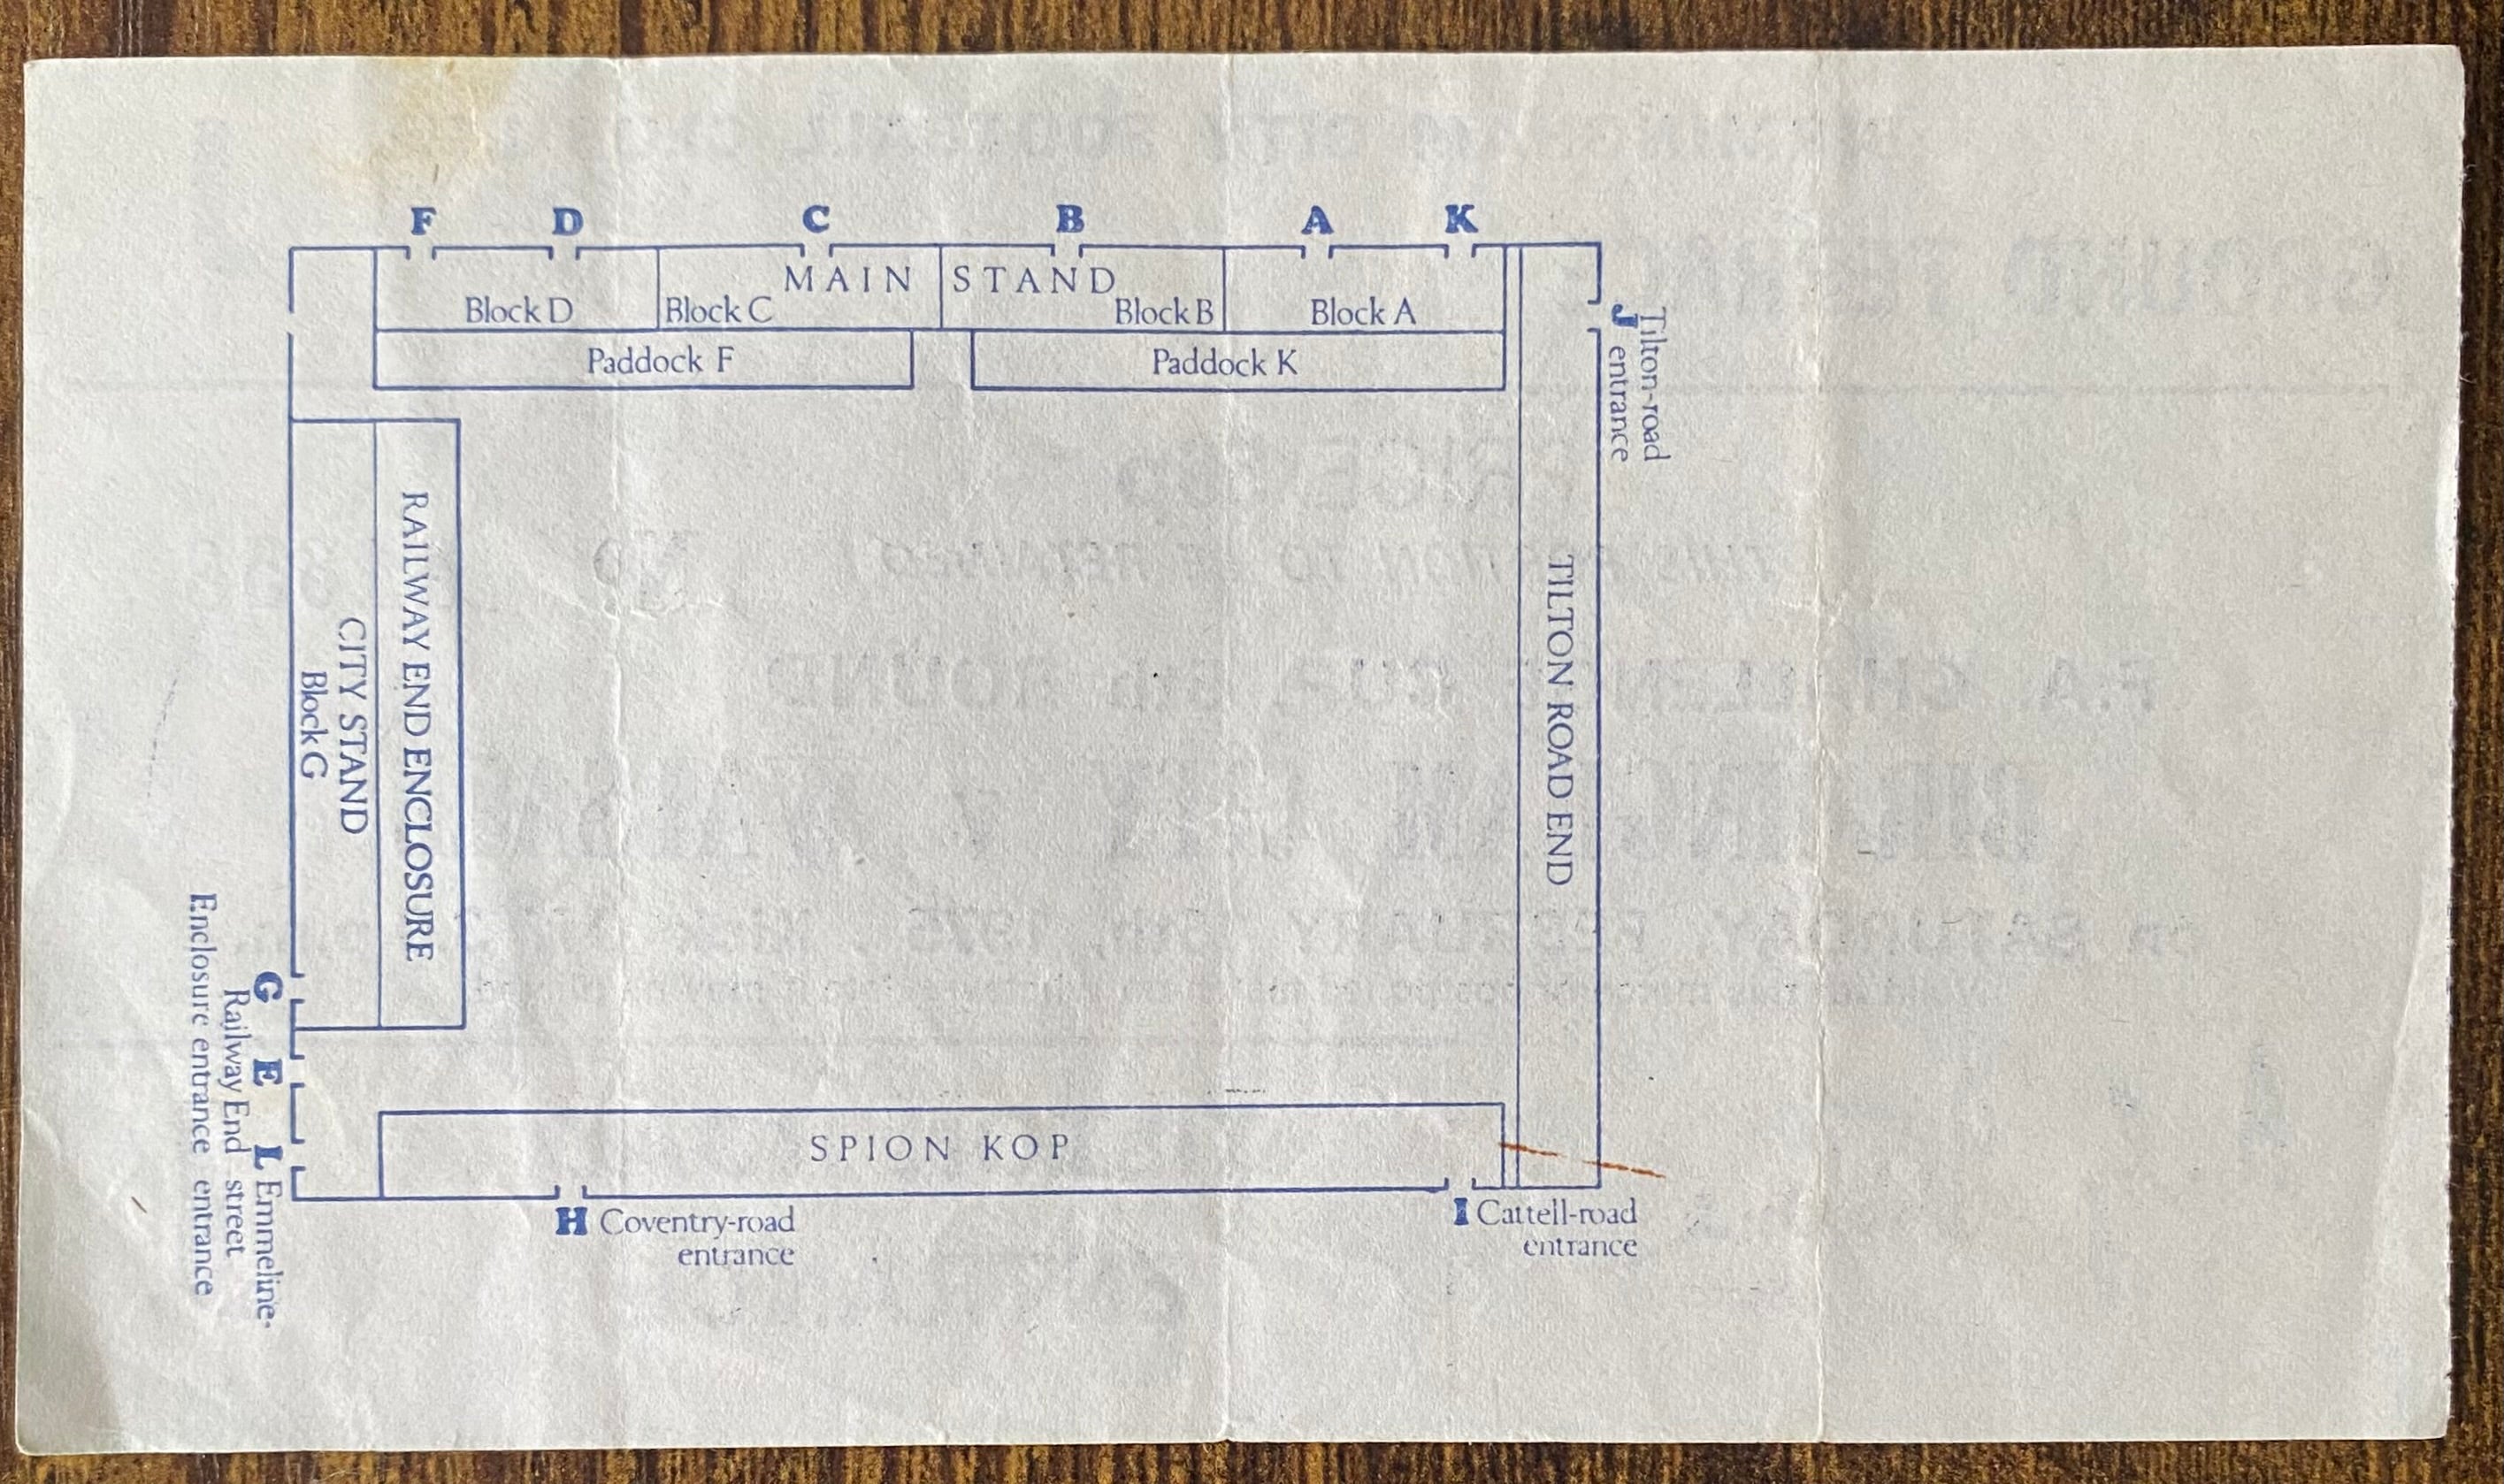 F D C B A K
MAIN STAND
Block D Block C Block B Block A
Paddock F Paddock K
J Tilton-road
entrance
RAILWAY END ENCLOSURE
CITY STAND
Block G
TILTON ROAD END
G E L Emmeline-
Railway End street
Enclosure entrance entrance
SPION KOP
H Coventry-road
entrance
I Cattell-road
entrance